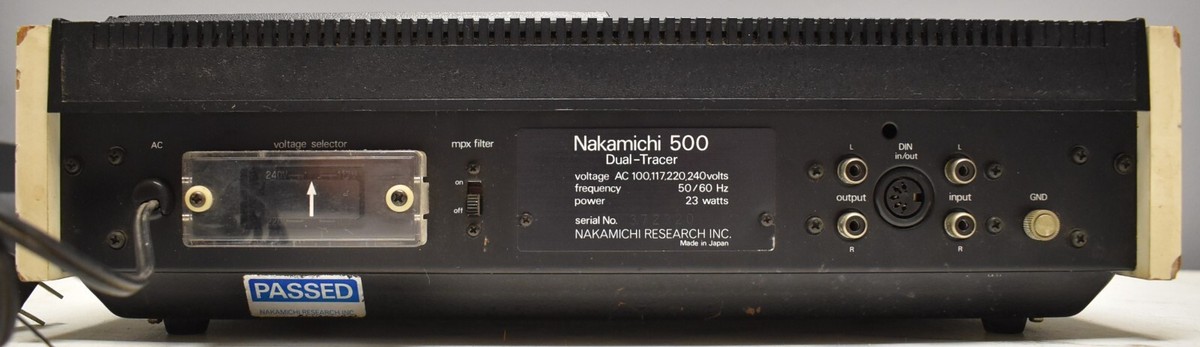 AC
voltage selector
240V
mpx filter
on
off
Nakamichi 500
Dual-Tracer
voltage AC 100,117,220,240volts
frequency 50/60 Hz
power 23 watts
serial No.
NAKAMICHI RESEARCH INC.
Made in Japan
L
DIN
in/out
L
output
input
R
R
GND
PASSED
NAKAMICHI RESEARCH INC.